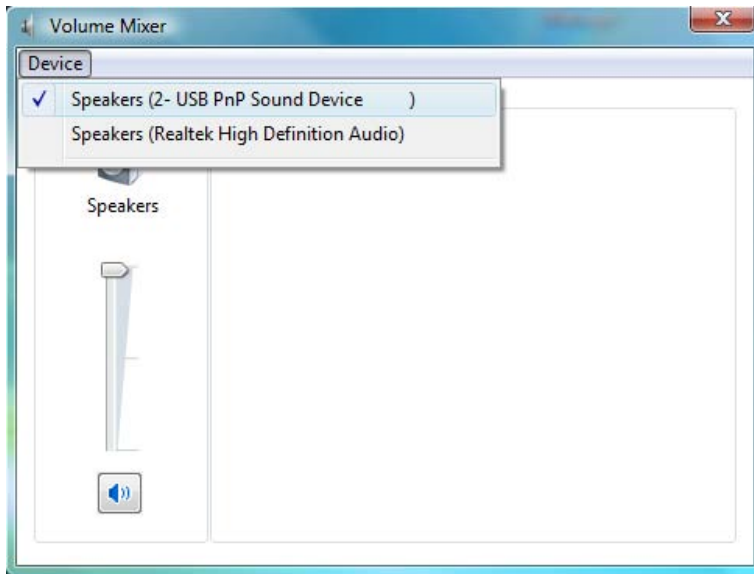 Volume Mixer
Device
Speakers (2- USB PnP Sound Device )
Speakers (Realtek High Definition Audio)
Speakers